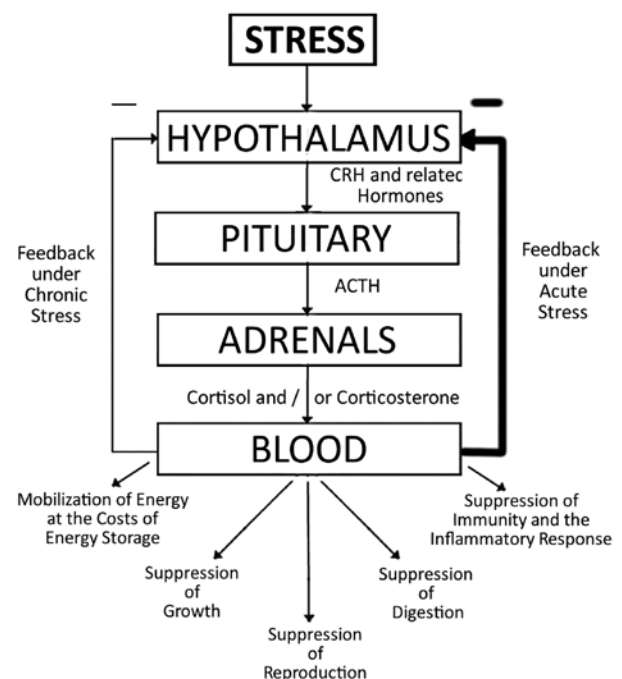 STRESS
—
HYPOTHALAMUS
CRH and related
Hormones
PITUITARY
ACTH
Feedback
under
Chronic
Stress
Feedback
under
Acute
Stress
ADRENALS
Cortisol and / or Corticosterone
BLOOD
Mobilization of Energy
at the Costs of
Energy Storage
Suppression of
Immunity and the
Inflammatory Response
Suppression
of
Growth
Suppression
of
Digestion
Suppression
of
Reproduction